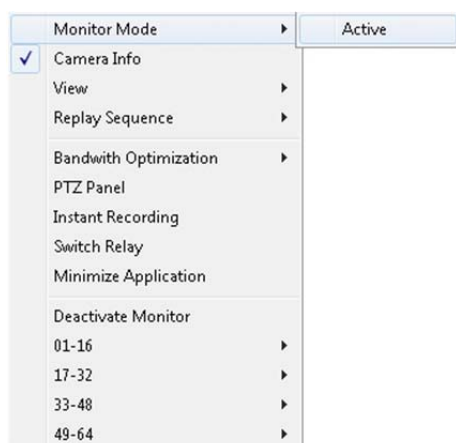 Monitor Mode
Active
Camera Info
View
Replay Sequence
Bandwith Optimization
PTZ Panel
Instant Recording
Switch Relay
Minimize Application
Deactivate Monitor
01-16
17-32
33-48
49-64